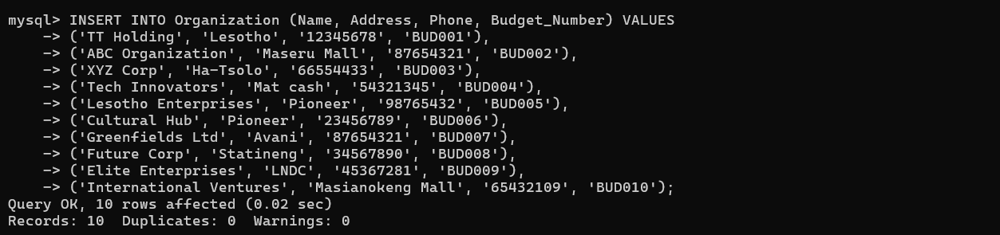 mysql> INSERT INTO Organization (Name, Address, Phone, Budget_Number) VALUES
    -> ('TT Holding', 'Lesotho', '12345678', 'BUD001'),
    -> ('ABC Organization', 'Maseru Mall', '87654321', 'BUD002'),
    -> ('XYZ Corp', 'Ha-Tsolo', '66554433', 'BUD003'),
    -> ('Tech Innovators', 'Mat cash', '54321345', 'BUD004'),
    -> ('Lesotho Enterprises', 'Pioneer', '98765432', 'BUD005'),
    -> ('Cultural Hub', 'Pioneer', '23456789', 'BUD006'),
    -> ('Greenfields Ltd', 'Avani', '87654321', 'BUD007'),
    -> ('Future Corp', 'Statineng', '34567890', 'BUD008'),
    -> ('Elite Enterprises', 'LNDC', '45367281', 'BUD009'),
    -> ('International Ventures', 'Masianokeng Mall', '65432109', 'BUD010');
Query OK, 10 rows affected (0.02 sec)
Records: 10  Duplicates: 0  Warnings: 0